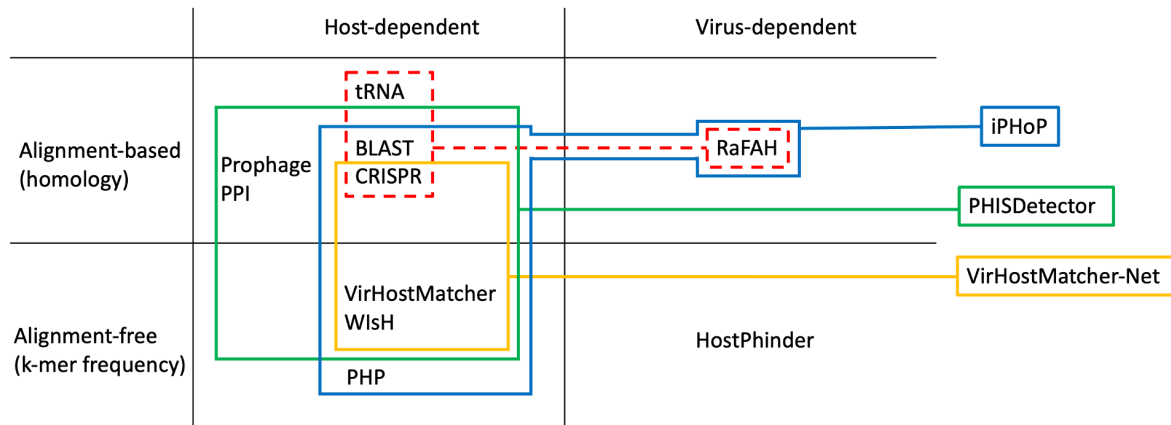 Host-dependent
Virus-dependent
tRNA
iPHoP
Alignment-based
(homology)
Prophage
PPI
BLAST
CRISPR
RaFAH
PHISDetector
VirHostMatcher-Net
VirHostMatcher
WIsH
Alignment-free
(k-mer frequency)
HostPhinder
PHP